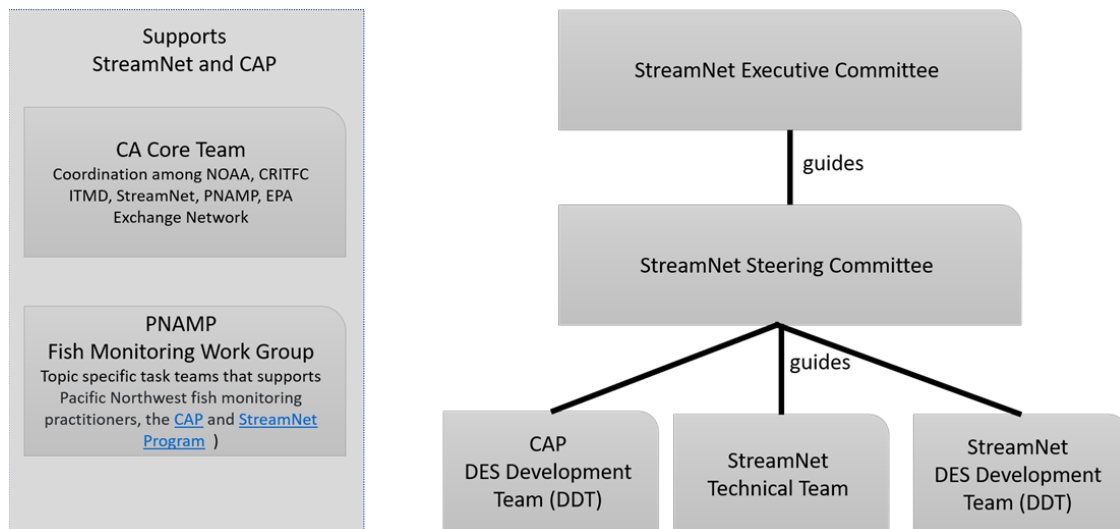 Supports
StreamNet and CAP
CA Core Team
Coordination among NOAA, CRITFC
ITMD, StreamNet, PNAMP, EPA
Exchange Network
PNAMP
Fish Monitoring Work Group
Topic specific task teams that supports
Pacific Northwest fish monitoring
practitioners, the CAP and StreamNet
Program )
StreamNet Executive Committee
guides
StreamNet Steering Committee
guides
CAP
DES Development
Team (DDT)
StreamNet
Technical Team
StreamNet
DES Development
Team (DDT)